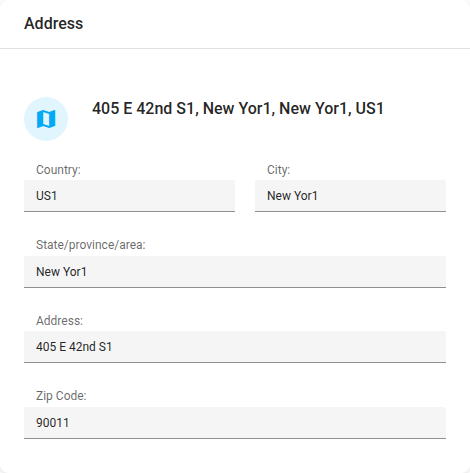 Address
405 E 42nd S1, New Yor1, New Yor1, US1
Country:
City:
US1
New Yor1
State/province/area:
New Yor1
Address:
405 E 42nd S1
Zip Code:
90011